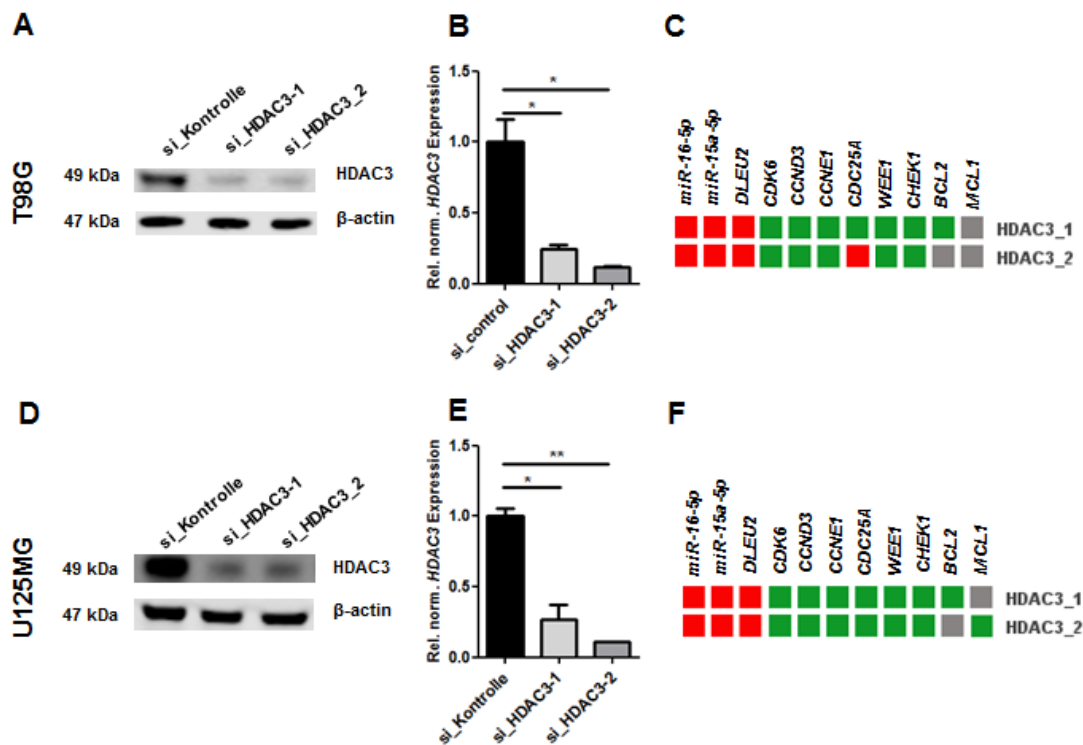 A
si_Kontrolle
si_HDAC3-1
si_HDAC3_2
T98G
49 kDa
HDAC3
47 kDa
β-actin
B
Rel. norm. HDAC3 Expression
1.5
1.0
0.5
0.0
*
*
si_control
si_HDAC3-1
si_HDAC3-2
C
miR-16-5p
miR-15a-5p
DLEU2
CDK6
CCND3
CCNE1
CDC25A
WEE1
CHEK1
BCL2
MCL1
HDAC3_1
HDAC3_2
D
si_Kontrolle
si_HDAC3-1
si_HDAC3_2
U125MG
49 kDa
HDAC3
47 kDa
β-actin
E
Rel. norm. HDAC3 Expression
1.5
1.0
0.5
0.0
**
*
si_Kontrolle
si_HDAC3-1
si_HDAC3-2
F
miR-16-5p
miR-15a-5p
DLEU2
CDK6
CCND3
CCNE1
CDC25A
WEE1
CHEK1
BCL2
MCL1
HDAC3_1
HDAC3_2